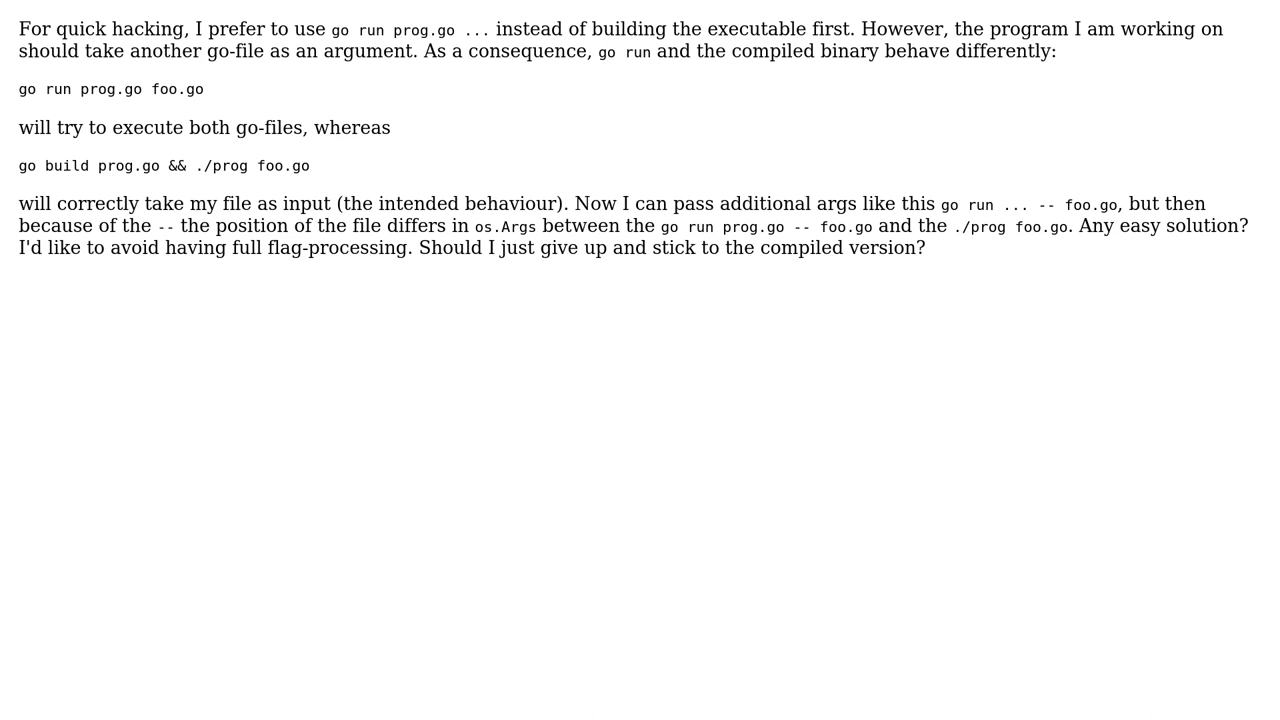 For quick hacking, I prefer to use go run prog.go ... instead of building the executable first. However, the program I am working on
should take another go-file as an argument. As a consequence, go run and the compiled binary behave differently:
go run prog.go foo.go
will try to execute both go-files, whereas
go build prog.go && ./prog foo.go
will correctly take my file as input (the intended behaviour). Now I can pass additional args like this go run ... -- foo.go, but then
because of the -- the position of the file differs in os.Args between the go run prog.go -- foo.go and the ./prog foo.go. Any easy solution?
I'd like to avoid having full flag-processing. Should I just give up and stick to the compiled version?